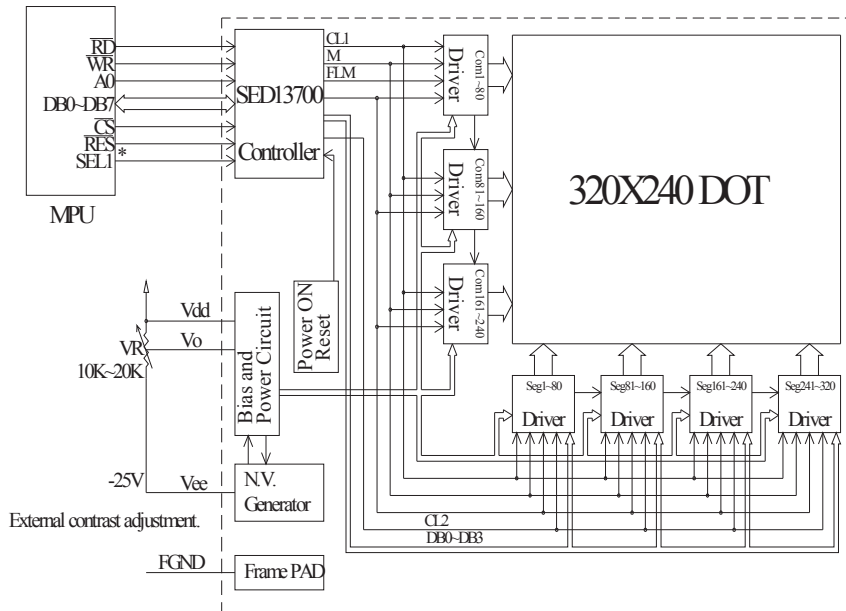 RD
WR
A0
DB0~DB7
CS
RES
SEL1 *
MPU
SED13700
Controller
CL1
M
FLM
Driver
Com1~80
Driver
Com81~160
Driver
Com161~240
320X240 DOT
Vdd
Vo
VR
10K~20K
Bias and
Power Circuit
Power ON
Reset
-25V
Vee
N.V.
Generator
External contrast adjustment.
FGND
Frame PAD
Seg1~80
Driver
Seg81~160
Driver
Seg161~240
Driver
Seg241~320
Driver
CL2
DB0~DB3